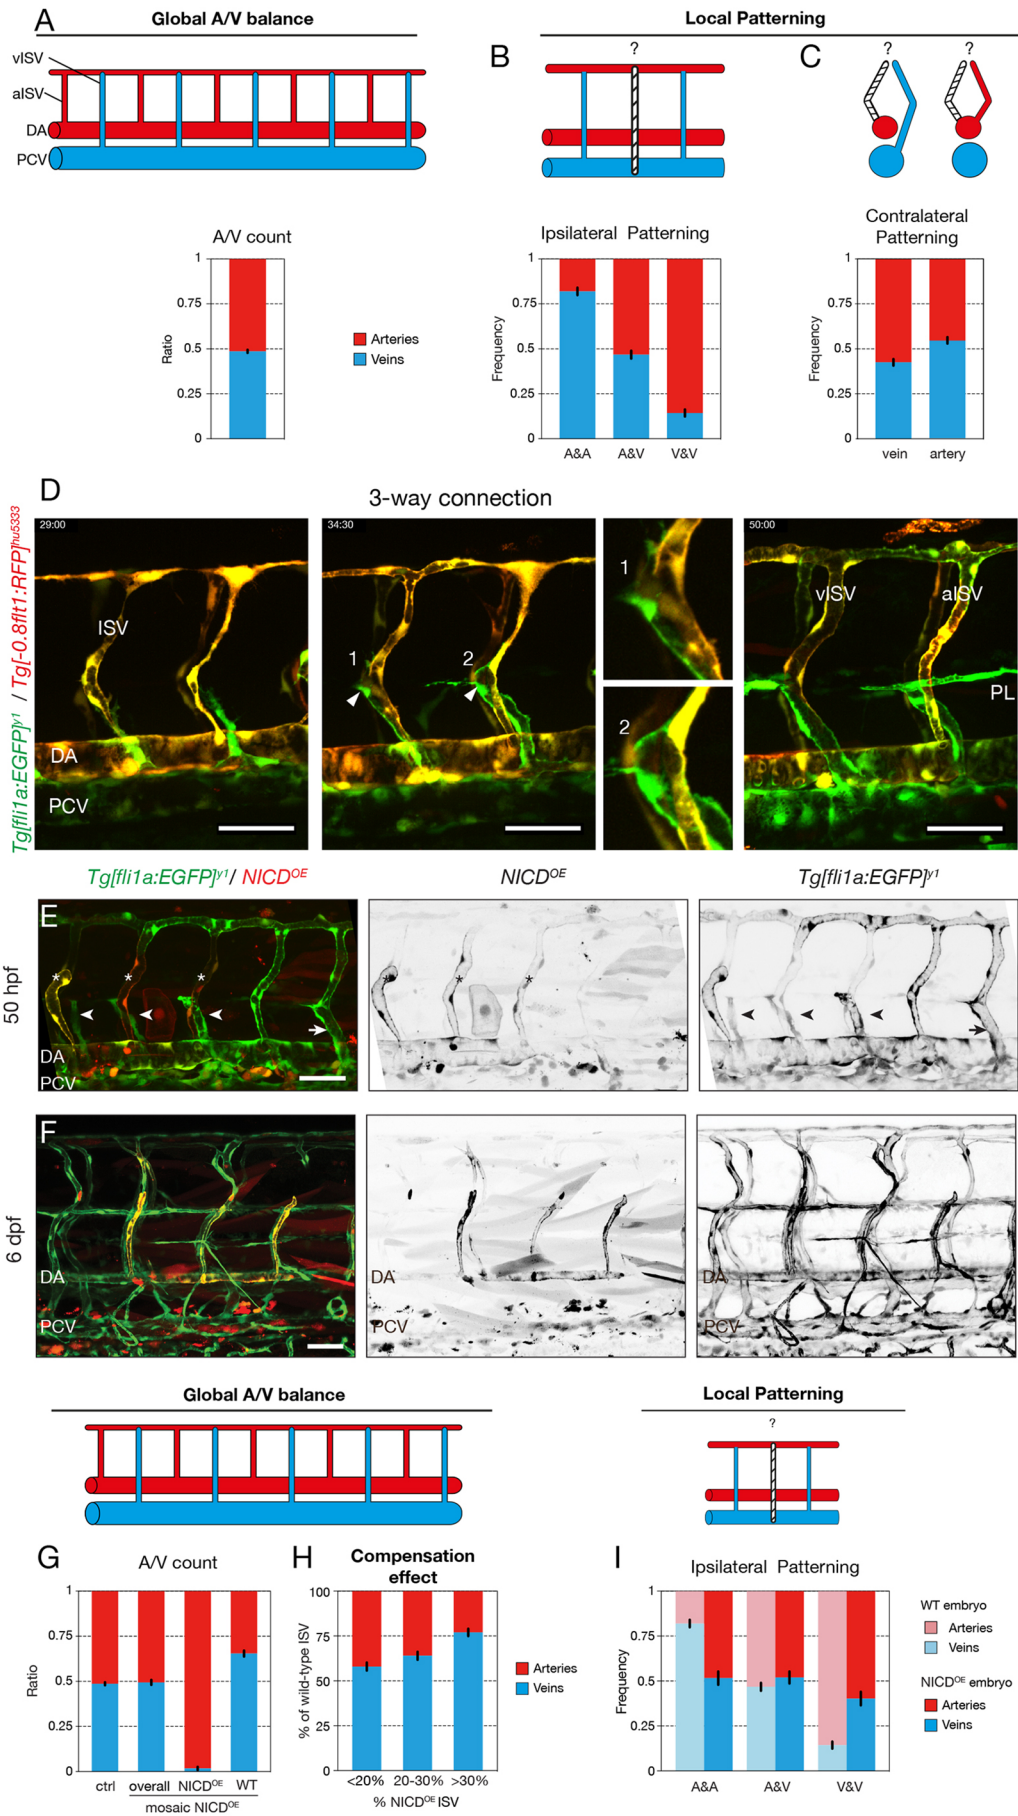 A
Global A/V balance
Local Patterning
vISV
aISV
DA
PCV
B
?
C
? ?
A/V count
1
0.75
0.5
0.25
0
Ratio
Arteries
Veins
Ipsilateral Patterning
1
0.75
0.5
0.25
0
Frequency
A&A A&V V&V
Contralateral
Patterning
1
0.75
0.5
0.25
0
Frequency
vein artery
D
3-way connection
Tg[fli1a:EGFP]y1 / Tg[-0.8flt1:RFP]hu5333
29:00
ISV
DA
PCV
34:30
1
2
1
2
50:00
vISV
aISV
PL
Tg[fli1a:EGFP]y1/ NICDOE
NICDOE
Tg[fli1a:EGFP]y1
50 hpf
E
* * *
DA
PCV
* * *
6 dpf
F
DA
PCV
DA
PCV
DA
PCV
Global A/V balance
Local Patterning
?
G
A/V count
1
0.75
0.5
0.25
0
Ratio
ctrl overall NICDOE WT
mosaic NICDOE
H
Compensation
effect
100
75
50
25
0
% of wild-type ISV
<20% 20-30% >30%
% NICDOE ISV
Arteries
Veins
I
Ipsilateral Patterning
1
0.75
0.5
0.25
0
Frequency
A&A A&V V&V
WT embryo
Arteries
Veins
NICDOE embryo
Arteries
Veins